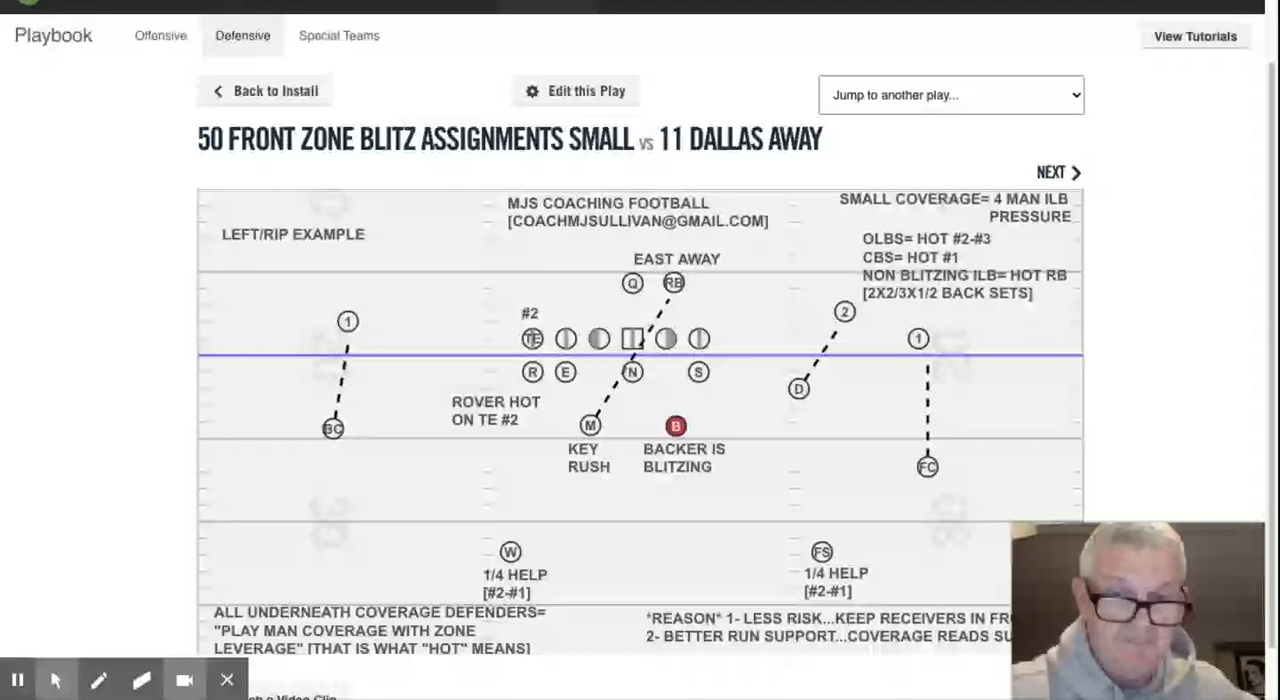 Playbook
Offensive
Defensive
Special Teams
View Tutorials
Back to Install
Edit this Play
Jump to another play...
50 FRONT ZONE BLITZ ASSIGNMENTS SMALL vs 11 DALLAS AWAY
NEXT
MJS COACHING FOOTBALL
[COACHMJSULLIVAN@GMAIL.COM]
SMALL COVERAGE= 4 MAN ILB
PRESSURE
LEFT/RIP EXAMPLE
OLBS= HOT #2-#3
CBS= HOT #1
NON BLITZING ILB= HOT RB
[2X2/3X1/2 BACK SETS]
EAST AWAY
Q
RB
#2
1
2
TE
1
R
E
N
S
D
ROVER HOT
ON TE #2
BC
M
B
KEY
RUSH
BACKER IS
BLITZING
FC
W
FS
1/4 HELP
[#2-#1]
1/4 HELP
[#2-#1]
ALL UNDERNEATH COVERAGE DEFENDERS=
"PLAY MAN COVERAGE WITH ZONE
LEVERAGE" [THAT IS WHAT "HOT" MEANS]
*REASON* 1- LESS RISK...KEEP RECEIVERS IN FR
2- BETTER RUN SUPPORT...COVERAGE READS SU
a Video Clip